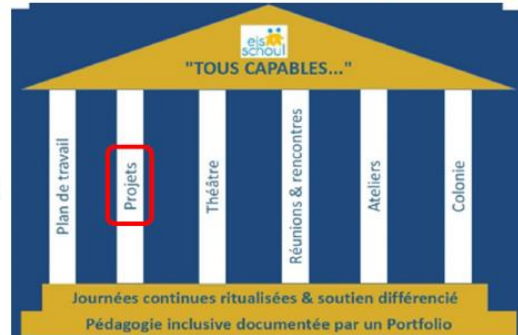 eis
schoul
"TOUS CAPABLES..."
Plan de travail
Projets
Théâtre
Réunions & rencontres
Ateliers
Colonie
Journées continues ritualisées & soutien différencié
Pédagogie inclusive documentée par un Portfolio